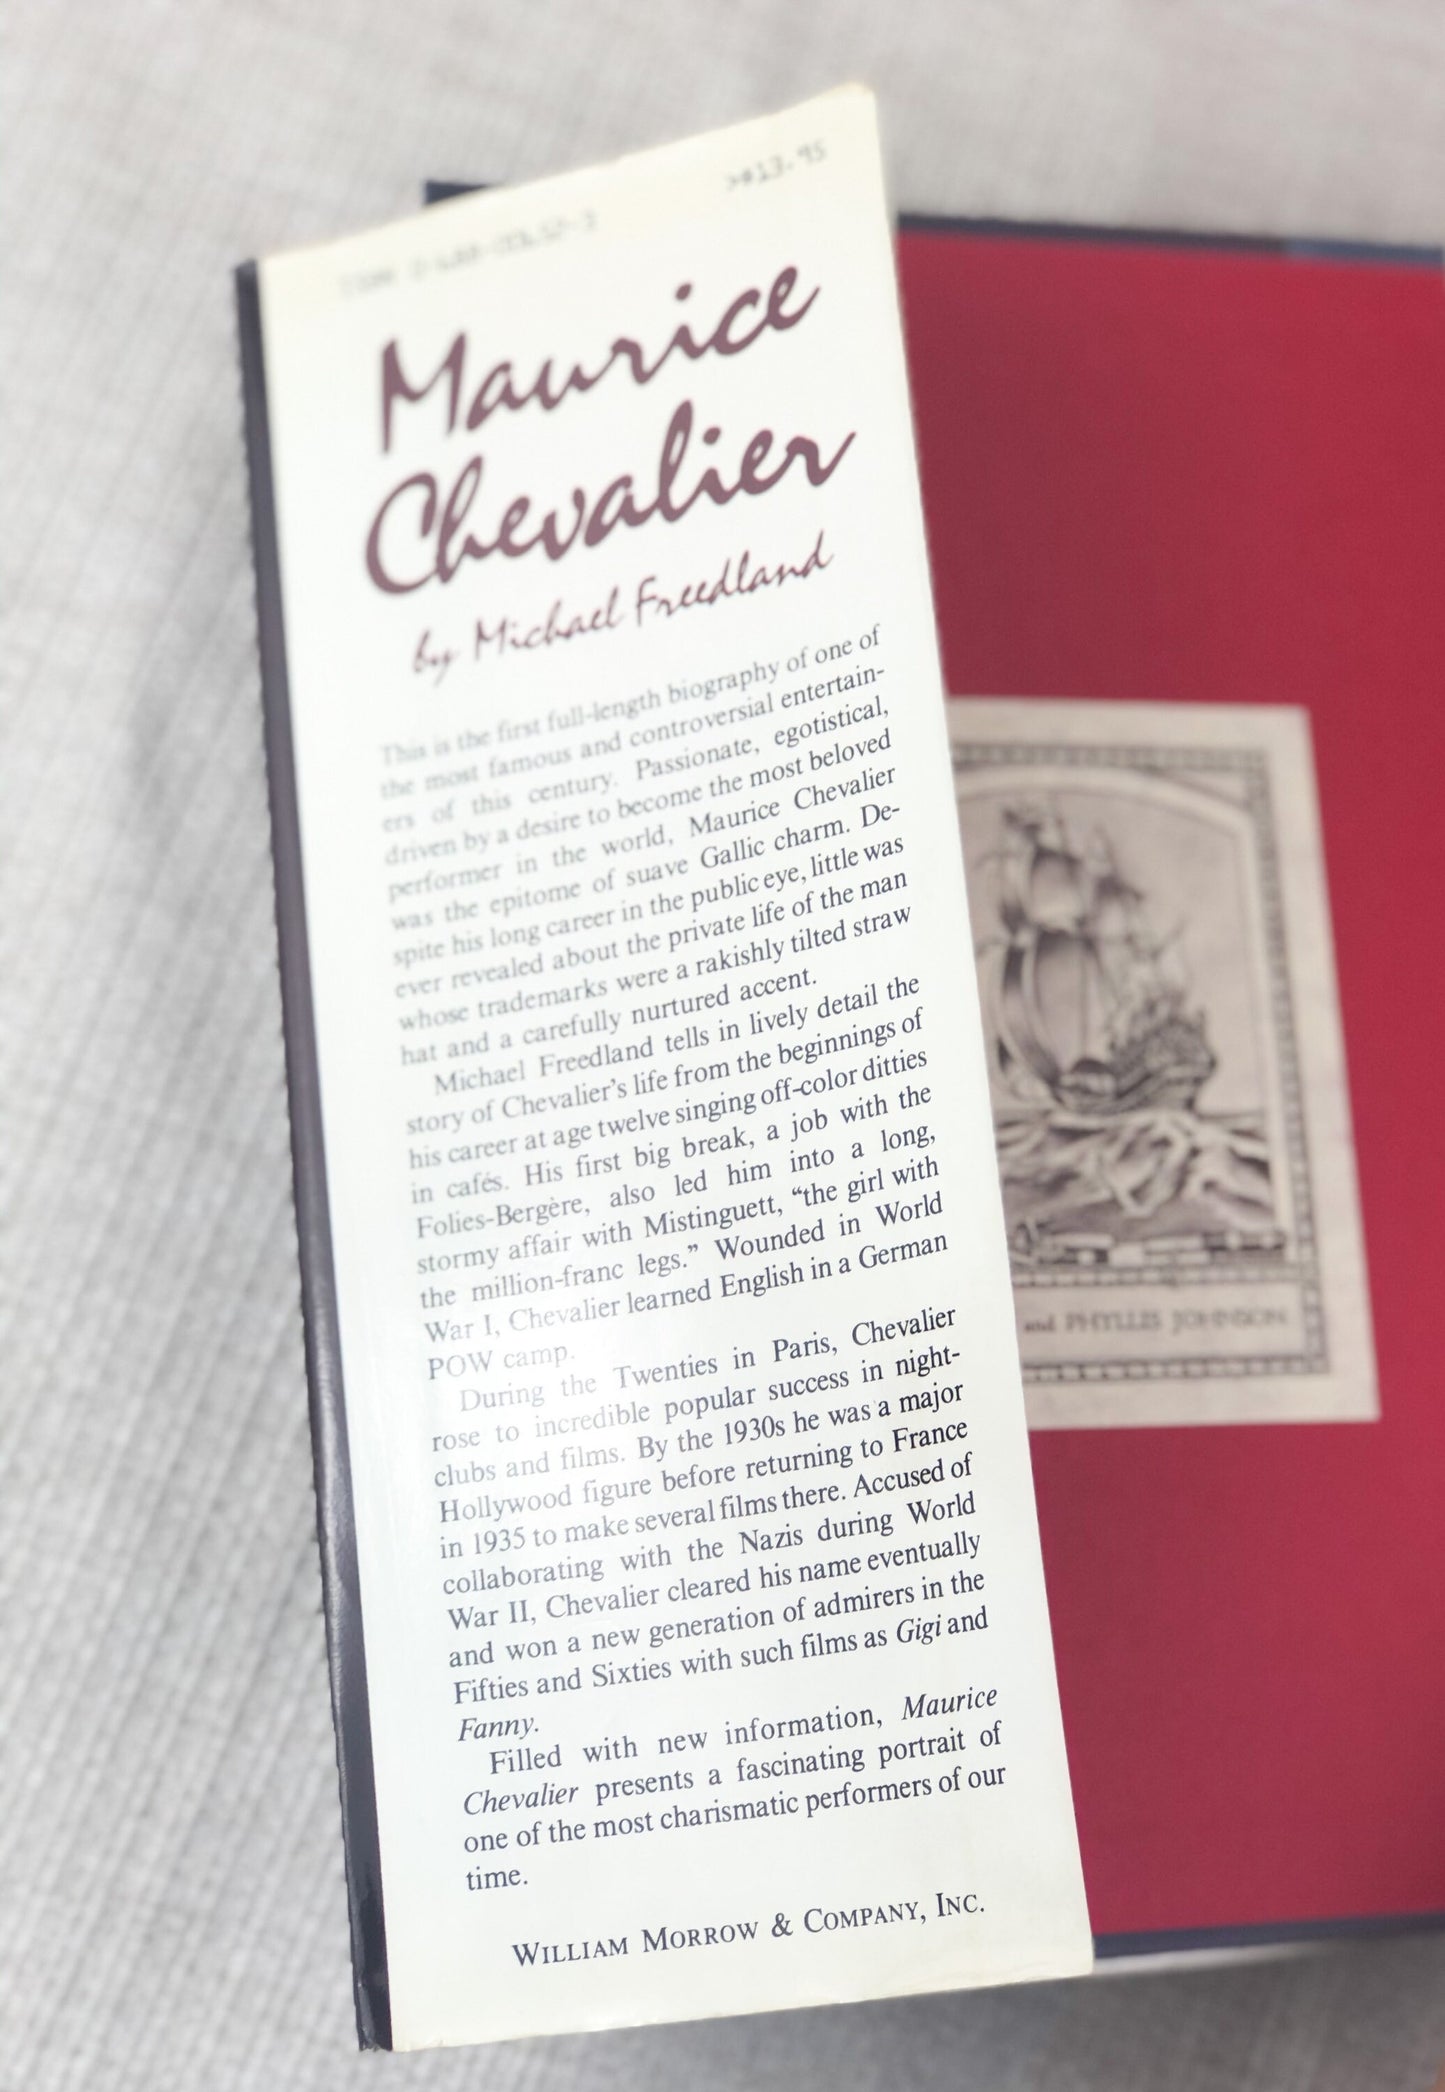 >$13.95
Maurice
Chevalier
by Michael Freedland
This is the first full-length biography of one of
the most famous and controversial entertain-
ers of this century. Passionate, egotistical,
driven by a desire to become the most beloved
performer in the world, Maurice Chevalier
was the epitome of suave Gallic charm. De-
spite his long career in the public eye, little was
ever revealed about the private life of the man
whose trademarks were a rakishly tilted straw
hat and a carefully nurtured accent.
Michael Freedland tells in lively detail the
story of Chevalier's life from the beginnings of
his career at age twelve singing off-color ditties
in cafés. His first big break, a job with the
Folies-Bergère, also led him into a long,
stormy affair with Mistinguett, “the girl with
the million-franc legs.” Wounded in World
War I, Chevalier learned English in a German
POW camp.
During the Twenties in Paris, Chevalier
rose to incredible popular success in night-
clubs and films. By the 1930s he was a major
Hollywood figure before returning to France
in 1935 to make several films there. Accused of
collaborating with the Nazis during World
War II, Chevalier cleared his name eventually
and won a new generation of admirers in the
Fifties and Sixties with such films as Gigi and
Fanny.
Filled with new information, Maurice
Chevalier presents a fascinating portrait of
one of the most charismatic performers of our
time.
WILLIAM MORROW & COMPANY, INC.
and PHYLLIS JOHNSON